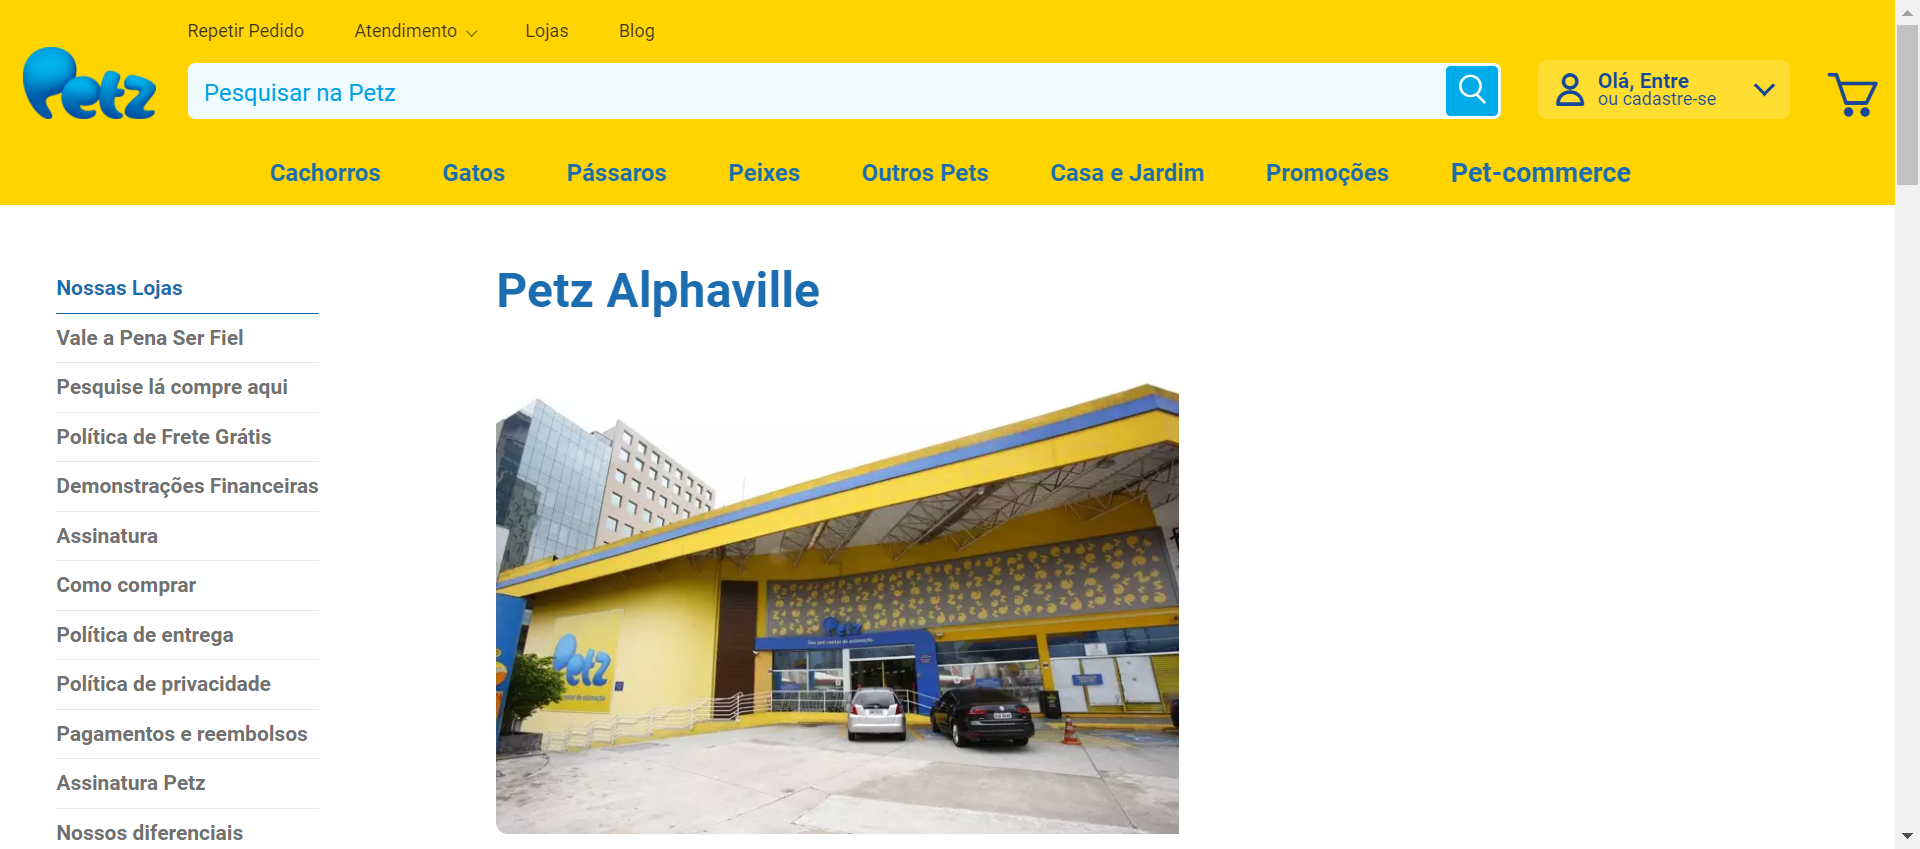 Repetir Pedido
Atendimento
Lojas
Blog
Petz
Pesquisar na Petz
Olá, Entre
ou cadastre-se
Cachorros
Gatos
Pássaros
Peixes
Outros Pets
Casa e Jardim
Promoções
Pet-commerce
Nossas Lojas
Vale a Pena Ser Fiel
Pesquise lá compre aqui
Política de Frete Grátis
Demonstrações Financeiras
Assinatura
Como comprar
Política de entrega
Política de privacidade
Pagamentos e reembolsos
Assinatura Petz
Nossos diferenciais
Petz Alphaville
Petz
Petz